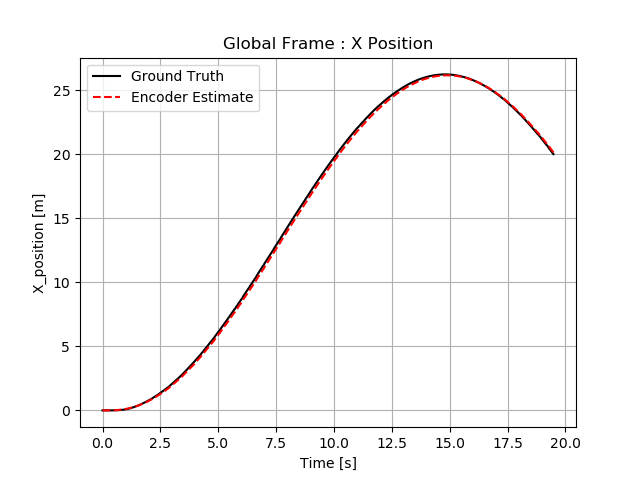 Global Frame : X Position
Ground Truth
Encoder Estimate
25
20
15
10
5
0
X_position [m]
0.0 2.5 5.0 7.5 10.0 12.5 15.0 17.5 20.0
Time [s]